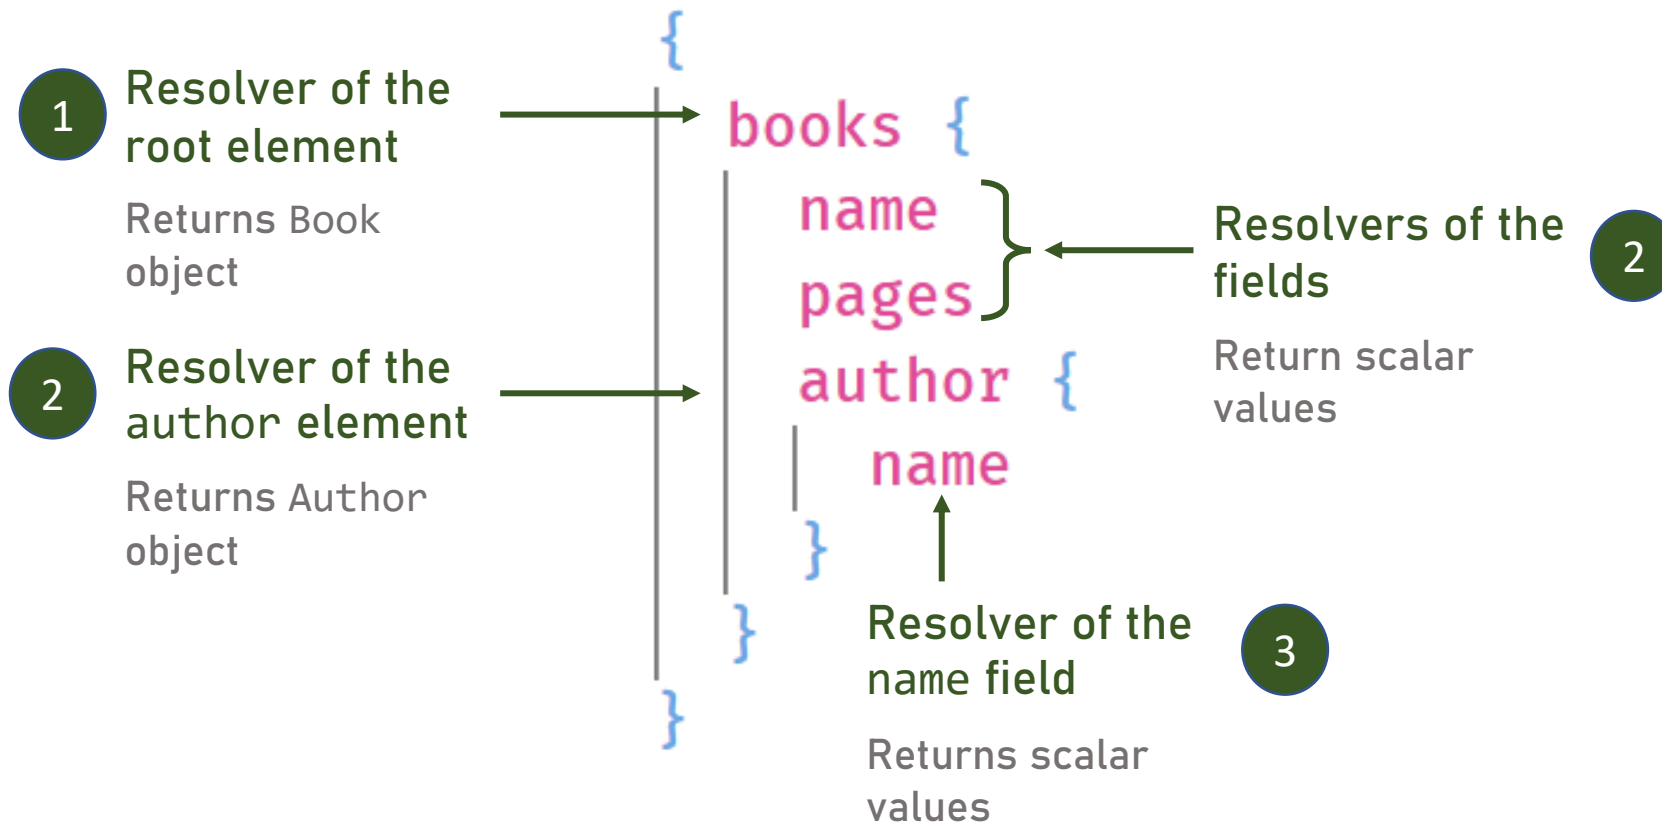 {
1
Resolver of the
root element
Returns Book
object
books {
name
pages
Resolvers of the
fields
2
Return scalar
values
2
Resolver of the
author element
Returns Author
object
author {
name
}
}
}
Resolver of the
name field
3
Returns scalar
values